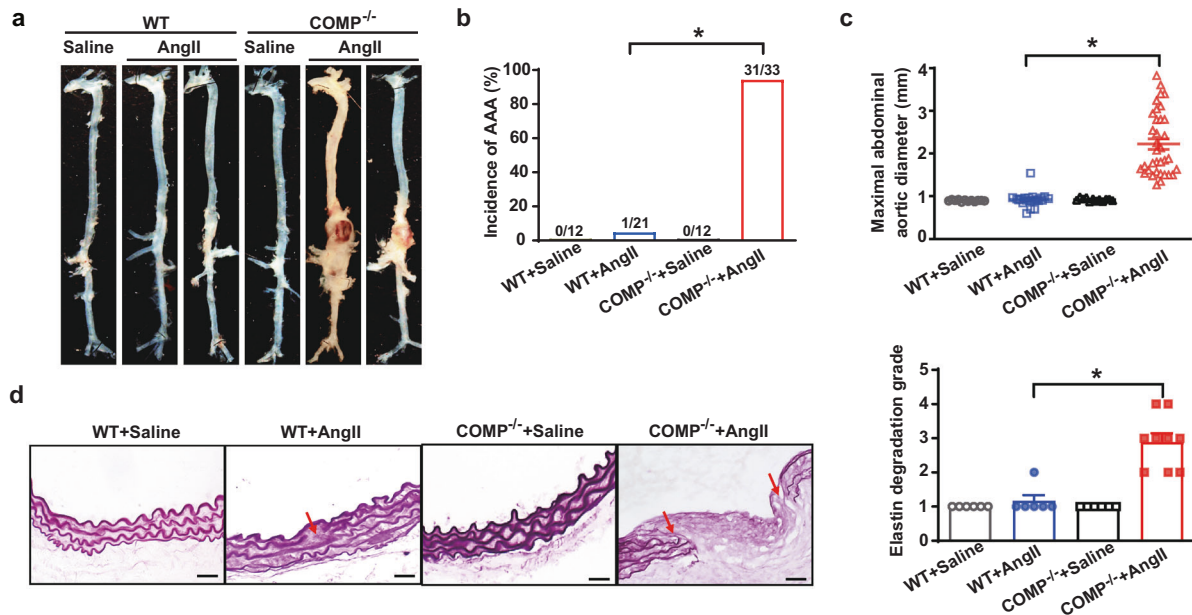 a
WT
COMP-/-
Saline
AngII
Saline
AngII
b
*
Incidence of AAA (%)
100
80
60
40
20
0
0/12
1/21
0/12
31/33
WT+Saline
WT+AngII
COMP-/-+Saline
COMP-/-+AngII
c
*
Maximal abdominal
aortic diameter (mm)
4
3
2
1
0
WT+Saline
WT+AngII
COMP-/-+Saline
COMP-/-+AngII
d
WT+Saline
WT+AngII
COMP-/-+Saline
COMP-/-+AngII
*
Elastin degradation grade
5
4
3
2
1
0
WT+Saline
WT+AngII
COMP-/-+Saline
COMP-/-+AngII